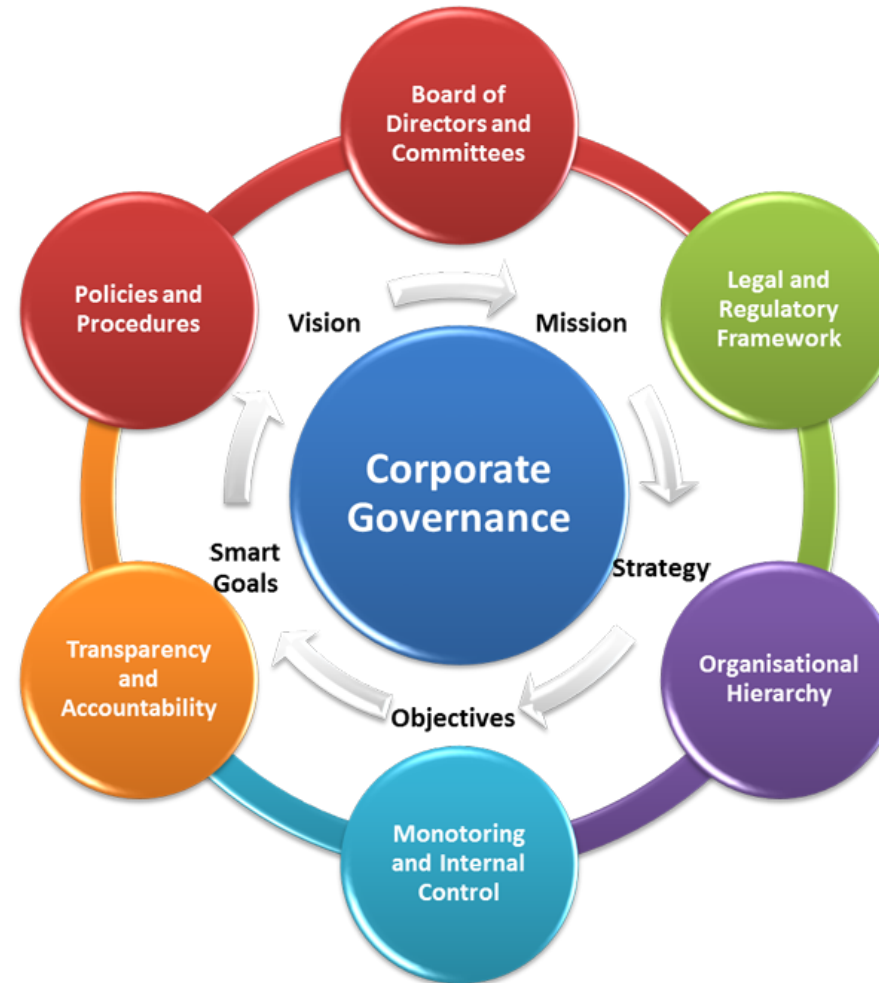 Board of
Directors and
Committees
Policies and
Procedures
Legal and
Regulatory
Framework
Vision
Mission
Corporate
Governance
Smart
Goals
Strategy
Transparency
and
Accountability
Organisational
Hierarchy
Objectives
Monotoring
and Internal
Control